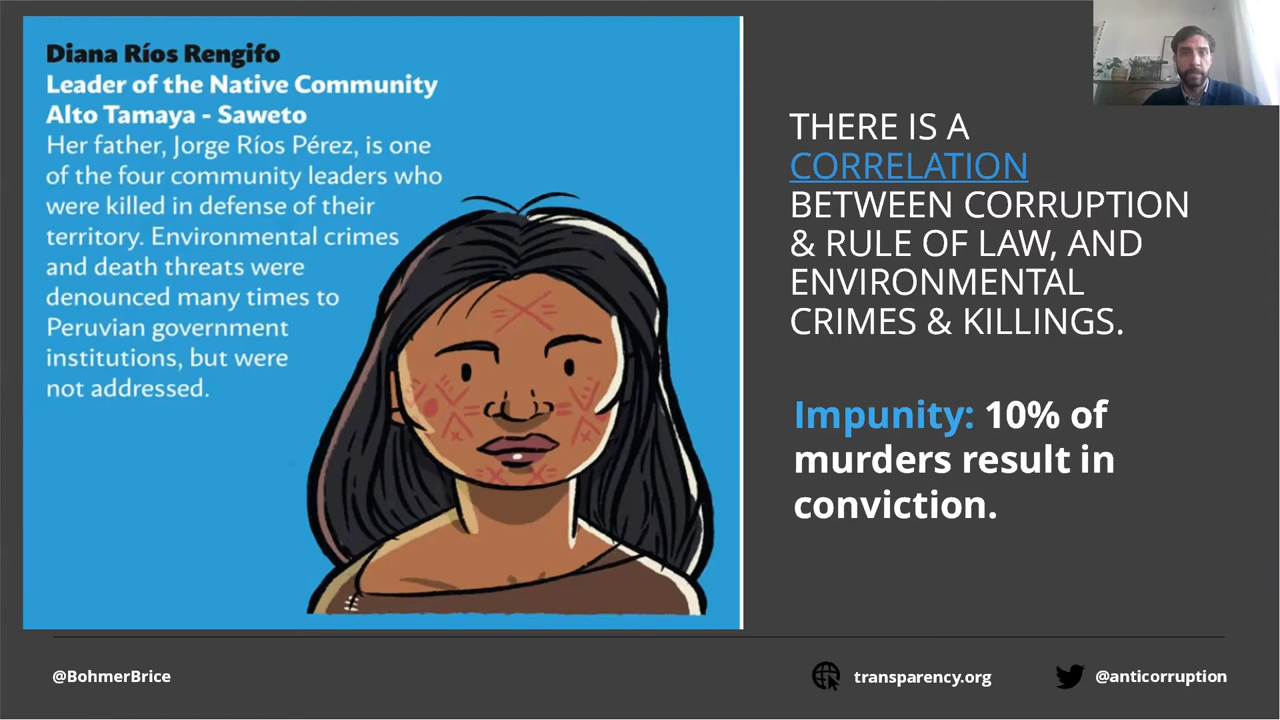 Diana Ríos Rengifo
Leader of the Native Community
Alto Tamaya - Saweto
Her father, Jorge Ríos Pérez, is one
of the four community leaders who
were killed in defense of their
territory. Environmental crimes
and death threats were
denounced many times to
Peruvian government
institutions, but were
not addressed.
THERE IS A
CORRELATION
BETWEEN CORRUPTION
& RULE OF LAW, AND
ENVIRONMENTAL
CRIMES & KILLINGS.
Impunity: 10% of
murders result in
conviction.
@BohmerBrice
transparency.org
@anticorruption